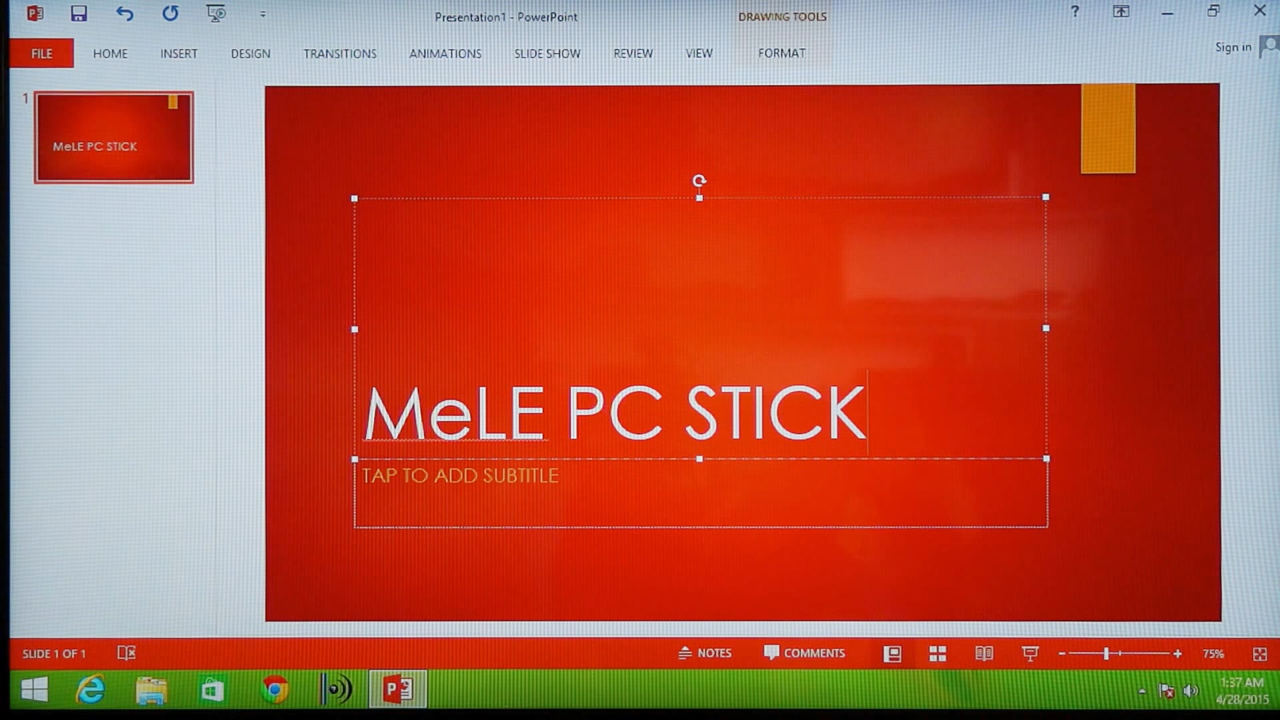 Presentation1 - PowerPoint
DRAWING TOOLS
?
Sign in
FILE
HOME
INSERT
DESIGN
TRANSITIONS
ANIMATIONS
SLIDE SHOW
REVIEW
VIEW
FORMAT
1
MeLE PC STICK
MeLE PC STICK
TAP TO ADD SUBTITLE
SLIDE 1 OF 1
NOTES
COMMENTS
75%
1:37 AM
4/28/2015